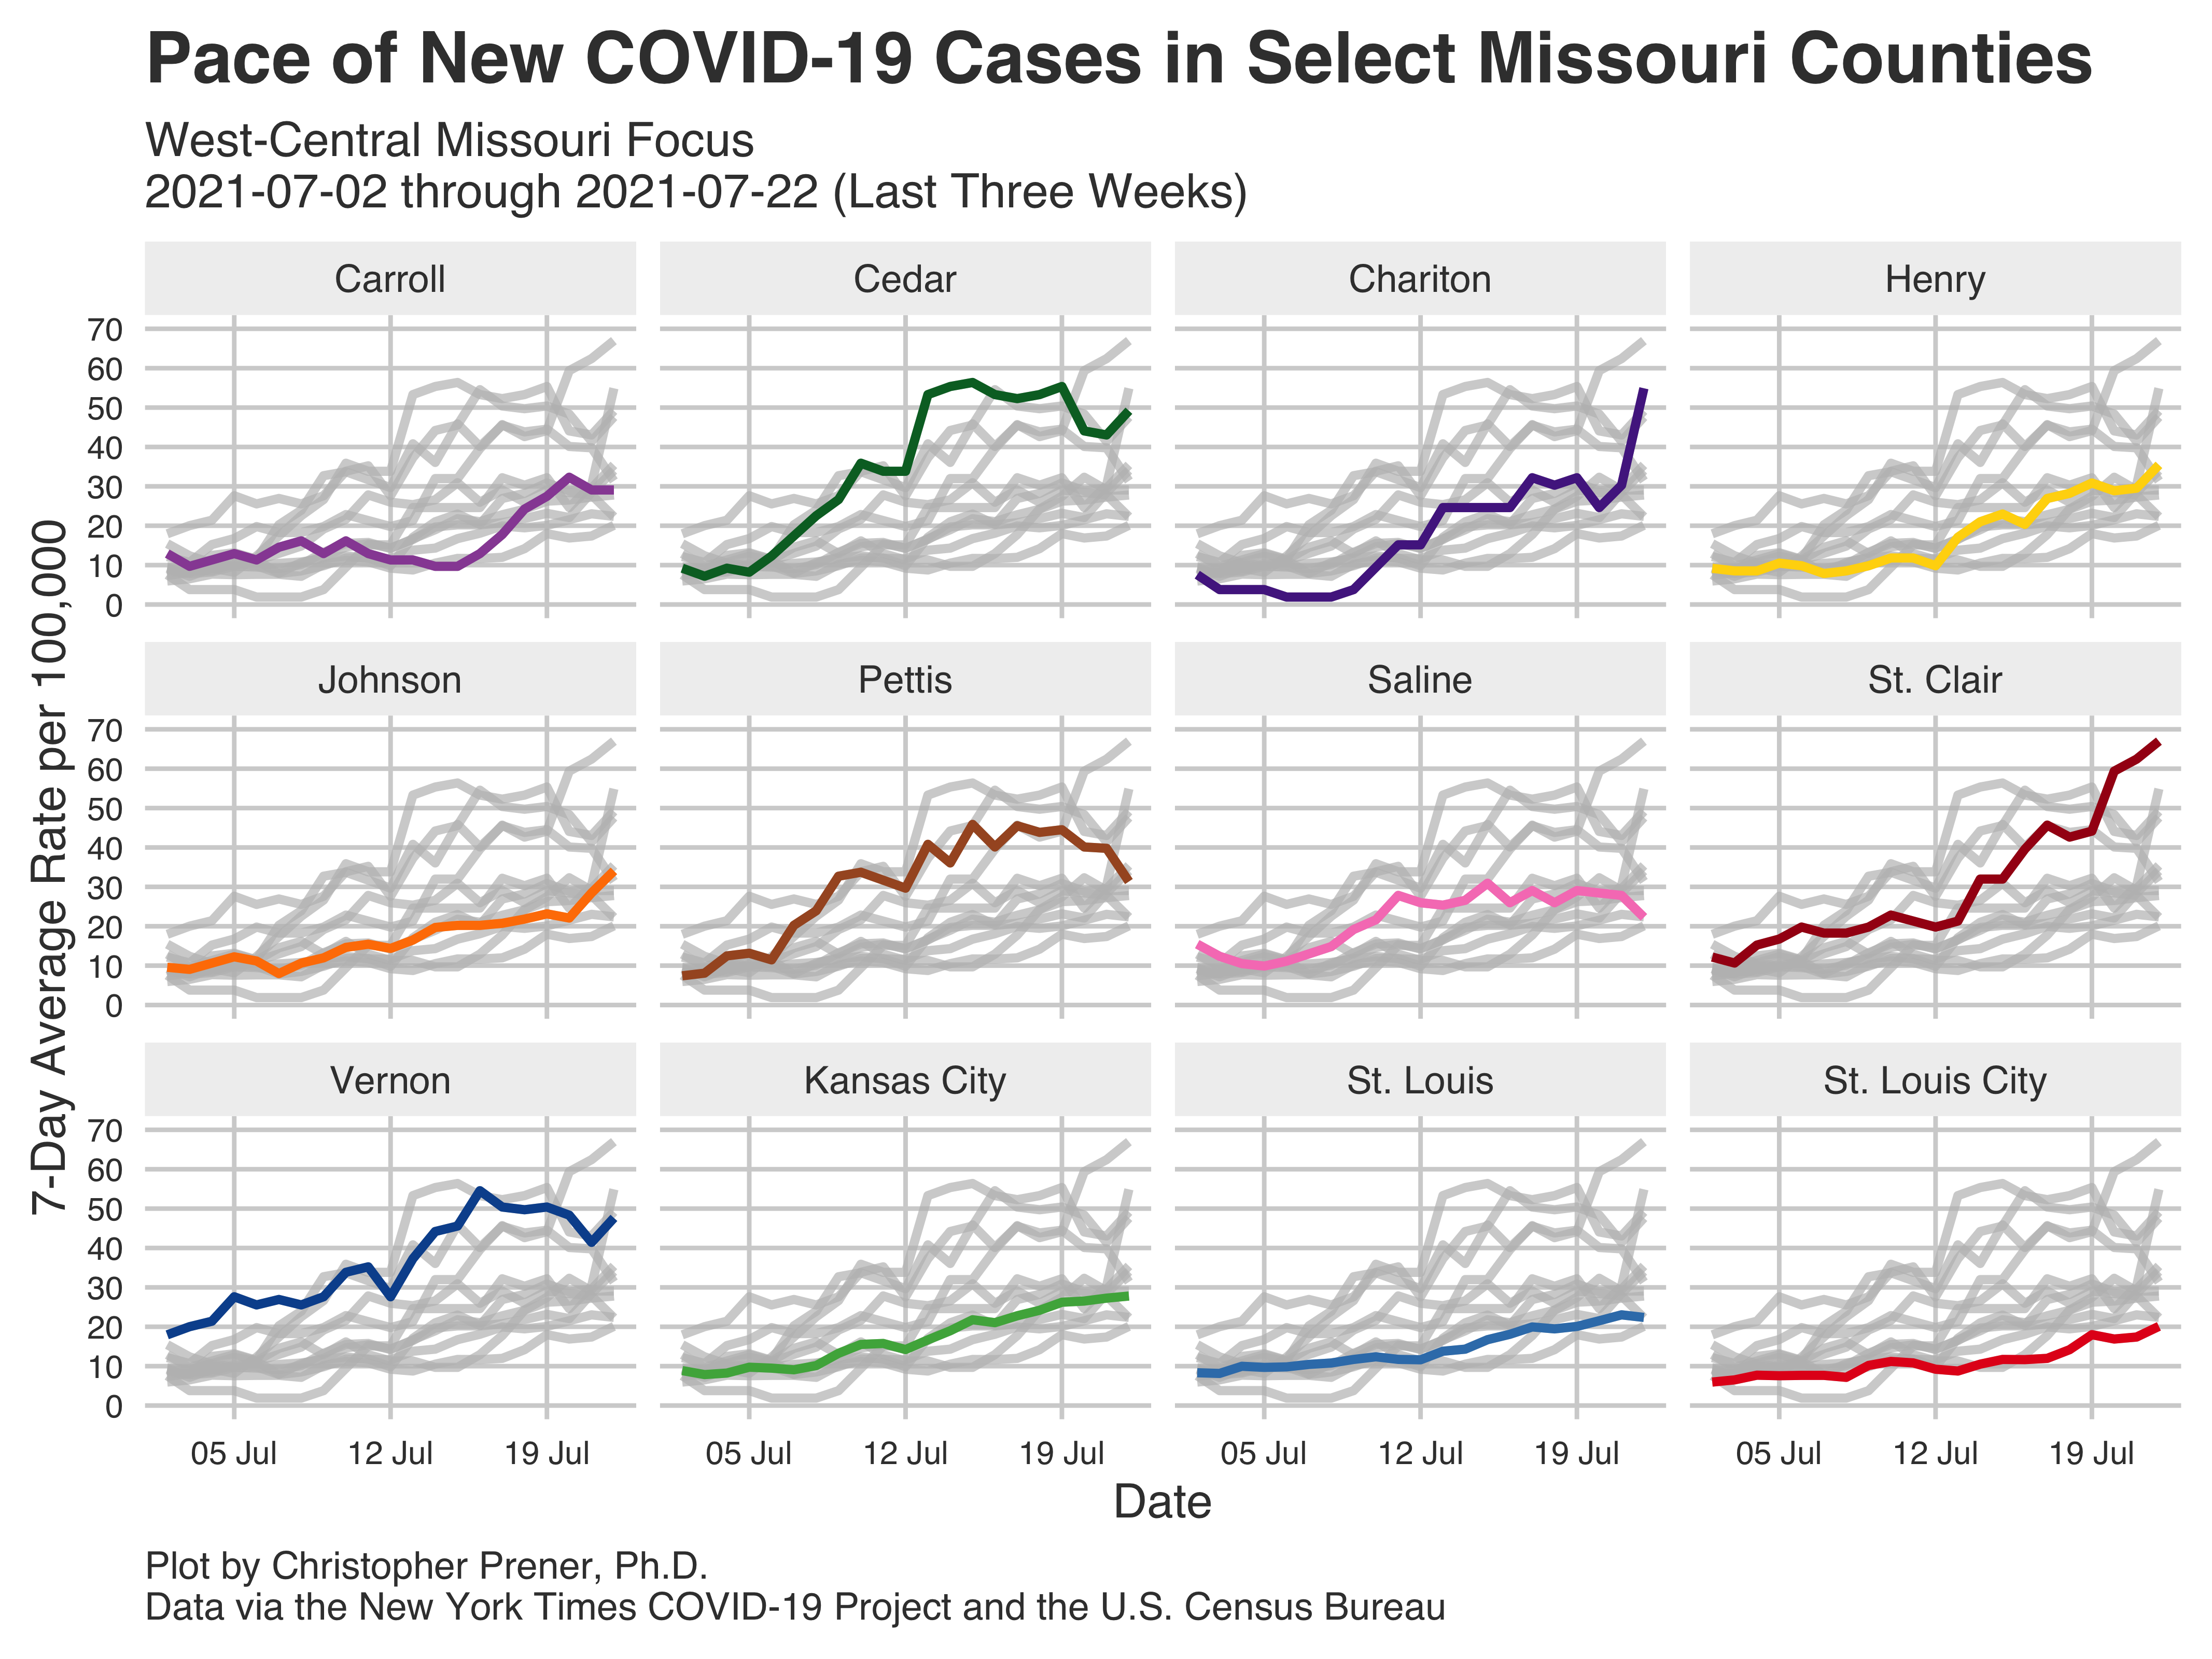 Pace of New COVID-19 Cases in Select Missouri Counties
West-Central Missouri Focus
2021-07-02 through 2021-07-22 (Last Three Weeks)
7-Day Average Rate per 100,000
Carroll
Cedar
Chariton
Henry
70
60
50
40
30
20
10
0
Johnson
Pettis
Saline
St. Clair
70
60
50
40
30
20
10
0
Vernon
Kansas City
St. Louis
St. Louis City
70
60
50
40
30
20
10
0
05 Jul 12 Jul 19 Jul
05 Jul 12 Jul 19 Jul
05 Jul 12 Jul 19 Jul
05 Jul 12 Jul 19 Jul
Date
Plot by Christopher Prener, Ph.D.
Data via the New York Times COVID-19 Project and the U.S. Census Bureau